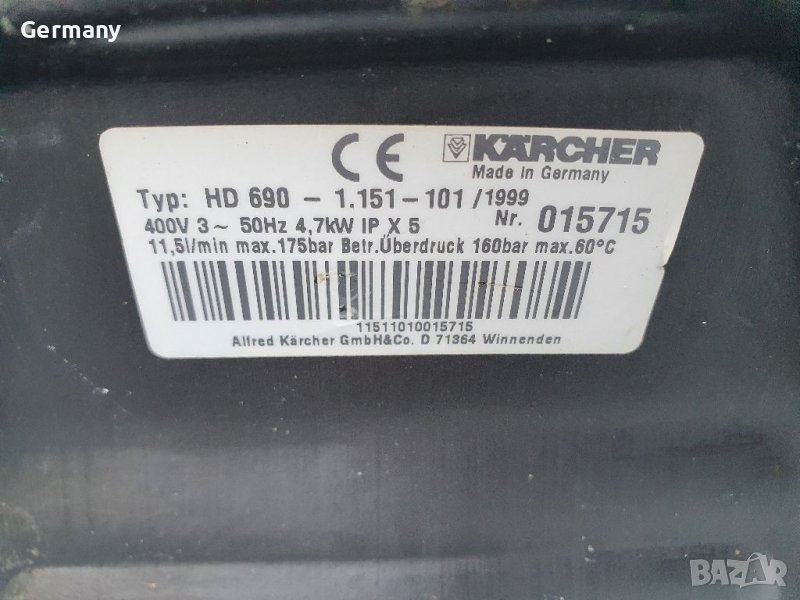 Germany
CE KÄRCHER
Made In Germany
Typ: HD 690 - 1.151-101/1999
400V 3~ 50Hz 4,7kW IP X 5 Nr. 015715
11,5l/min max.175bar Betr.Überdruck 160bar max.60°C
11511010015715
Alfred Kärcher GmbH&Co. D 71364 Winnenden
BAZAR